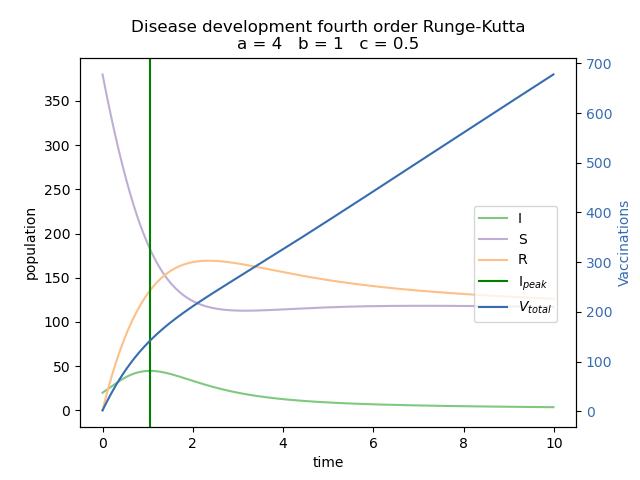 Disease development fourth order Runge-Kutta
a = 4 b = 1 c = 0.5
350
300
250
200
150
100
50
0
population
0 2 4 6 8 10
time
700
600
500
400
300
200
100
0
Vaccinations
I
S
R
I_peak
V_total